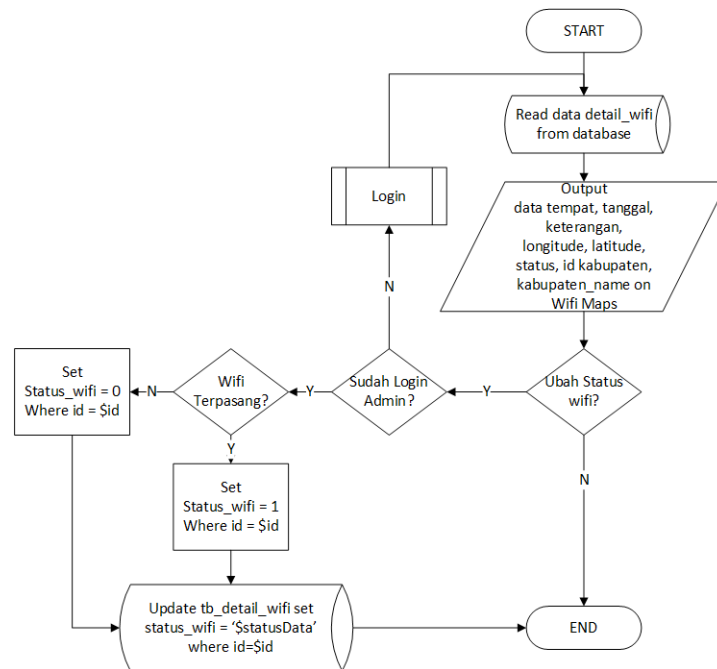 START
Read data detail_wifi
from database
Login
Output
data tempat, tanggal,
keterangan,
longitude, latitude,
status, id kabupaten,
kabupaten_name on
Wifi Maps
N
Set
Status_wifi = 0
Where id = $id
N
Wifi
Terpasang?
Y
Sudah Login
Admin?
Y
Ubah Status
wifi?
Y
N
Set
Status_wifi = 1
Where id = $id
Update tb_detail_wifi set
status_wifi = ‘$statusData’
where id=$id
END